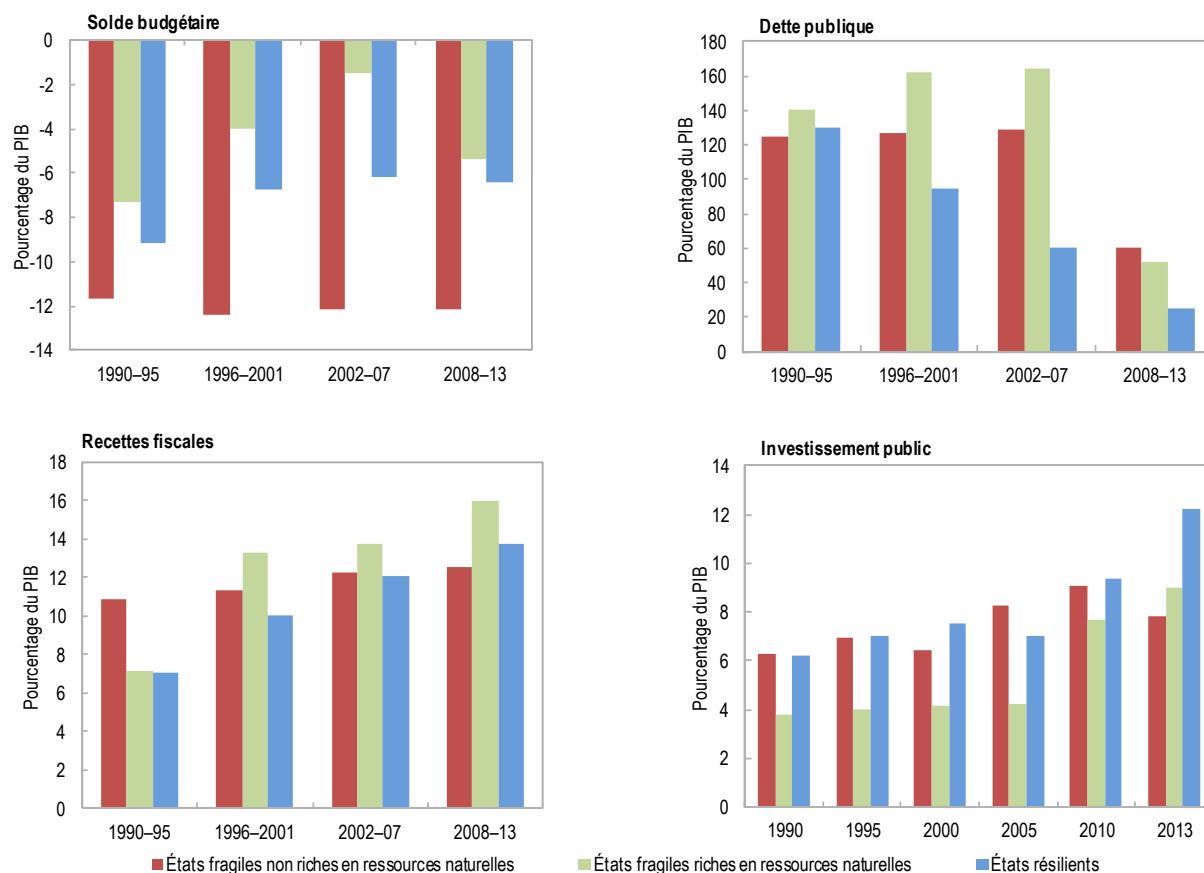 Solde budgétaire
Pourcentage du PIB
0
-2
-4
-6
-8
-10
-12
-14
1990–95 1996–2001 2002–07 2008–13
Dette publique
Pourcentage du PIB
180
160
140
120
100
80
60
40
20
0
1990–95 1996–2001 2002–07 2008–13
Recettes fiscales
Pourcentage du PIB
18
16
14
12
10
8
6
4
2
0
1990–95 1996–2001 2002–07 2008–13
Investissement public
Pourcentage du PIB
14
12
10
8
6
4
2
0
1990 1995 2000 2005 2010 2013
États fragiles non riches en ressources naturelles États fragiles riches en ressources naturelles États résilients